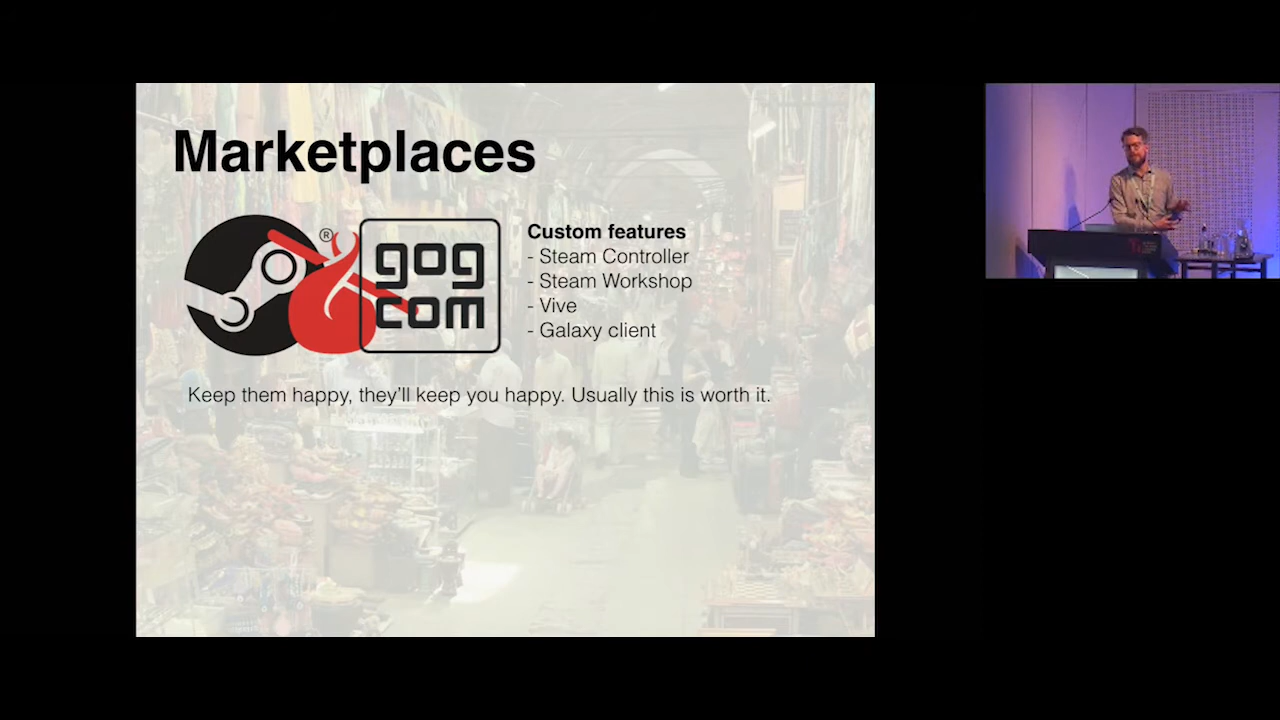 Marketplaces
®
gog
com
Custom features
- Steam Controller
- Steam Workshop
- Vive
- Galaxy client
Keep them happy, they'll keep you happy. Usually this is worth it.